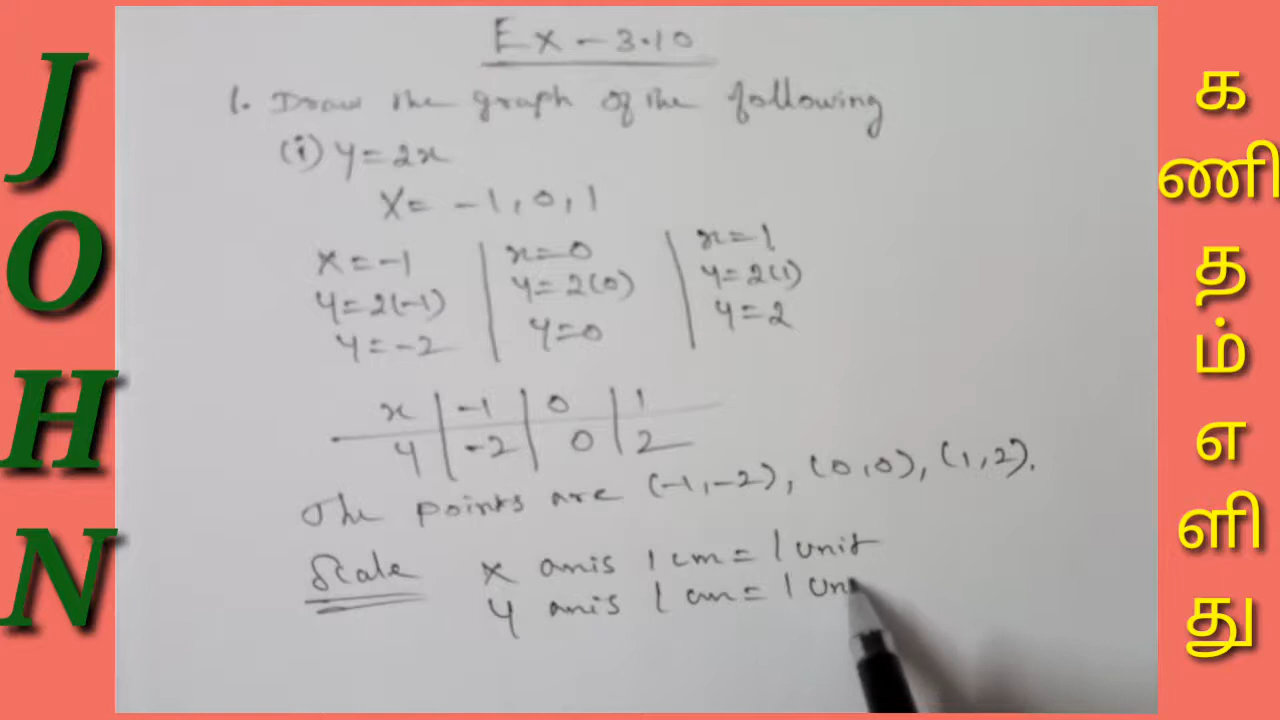 JOHN
Ex - 3.10
1. Draw the graph of the following
(i) y = 2x
X = -1, 0, 1
x = -1 | x = 0 | x = 1
y = 2(-1) | y = 2(0) | y = 2(1)
y = -2 | y = 0 | y = 2
x | -1 | 0 | 1
y | -2 | 0 | 2
The points are (-1, -2), (0, 0), (1, 2).
Scale x axis 1 cm = 1 unit
y axis 1 cm = 1 un
கணிதம் எளிது